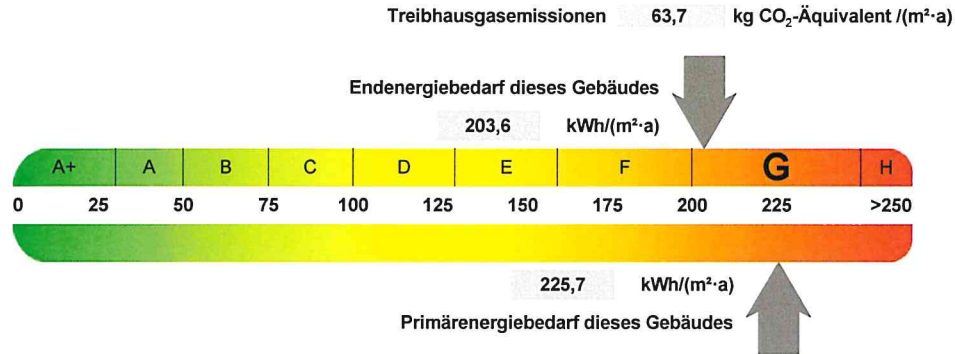 Treibhausgasemissionen 63,7 kg CO₂-Äquivalent /(m²·a)
Endenergiebedarf dieses Gebäudes
203,6 kWh/(m²·a)
A+ A B C D E F G H
0 25 50 75 100 125 150 175 200 225 >250
225,7 kWh/(m²·a)
Primärenergiebedarf dieses Gebäudes